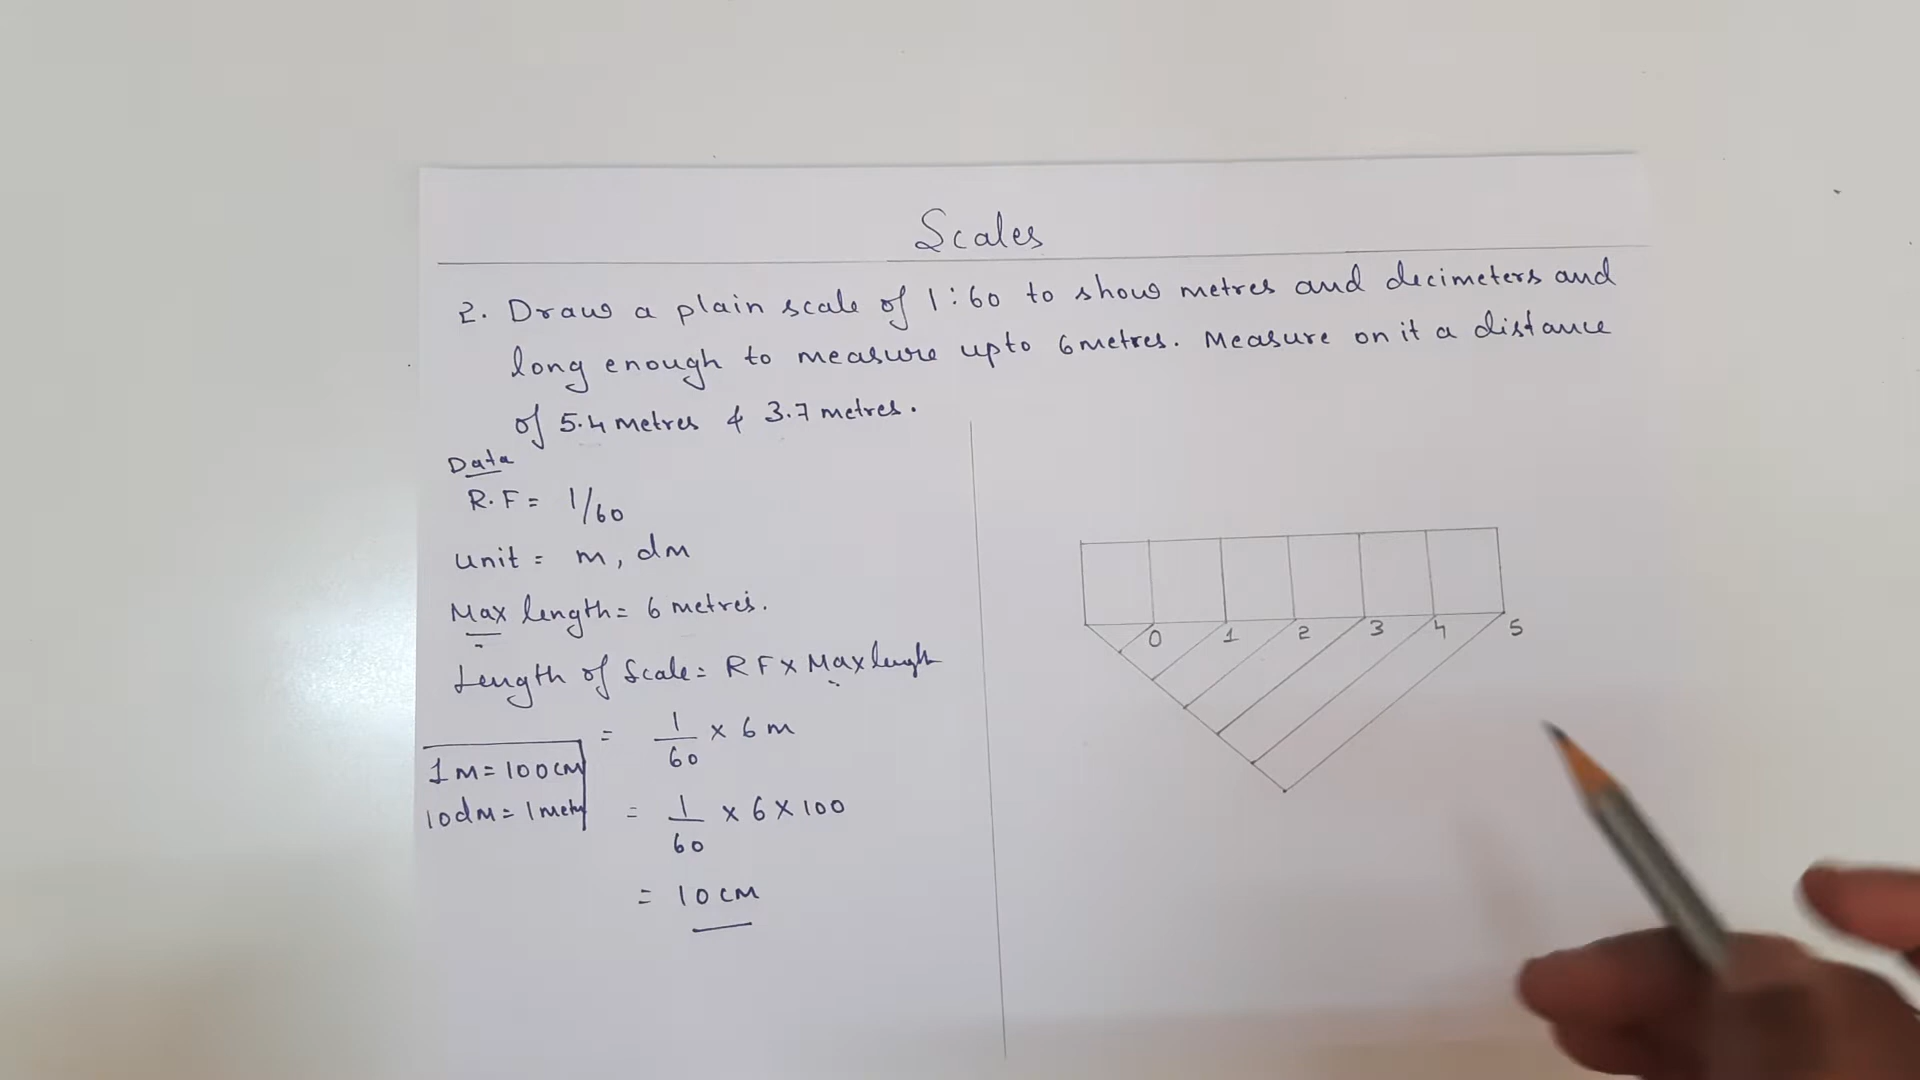 Scales
2. Draw a plain scale of 1:60 to show metres and decimeters and
long enough to measure upto 6 metres. Measure on it a distance
of 5.4 metres & 3.7 metres.
Data
R.F = 1/60
Unit = m, dm
Max length = 6 metres.
Length of Scale = RF x Max length
= 1/60 x 6 m
1 m = 100 cm
10 dm = 1 mety
= 1/60 x 6 x 100
= 10 cm
0 1 2 3 4 5